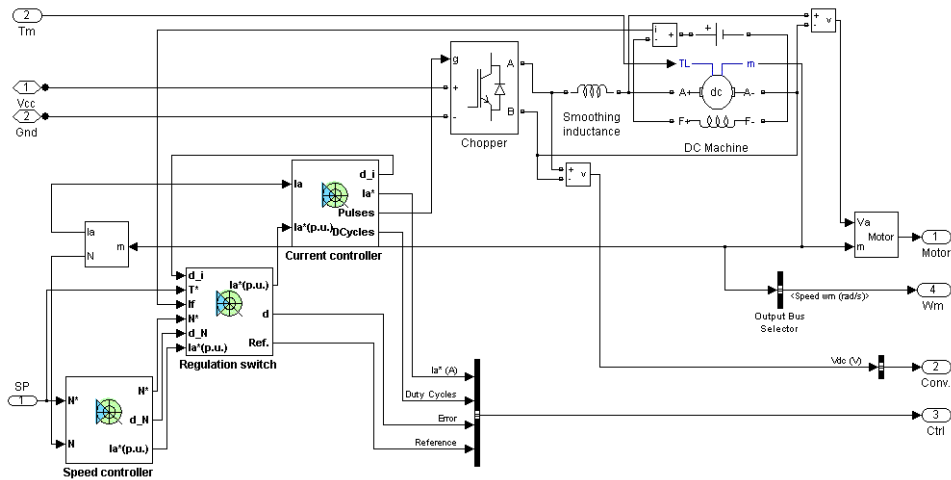 2
Tm
1
Vcc
2
Gnd
g
+
-
A
B
Chopper
Smoothing
inductance
i
+
-
+
TL
m
A+
dc
A-
F+
F-
DC Machine
+
-
v
+
-
v
Va
m
Motor
1
Motor
Ia
N
m
Ia
Ia*(p.u.)
d_i
Ia*
Pulses
DCycles
Current controller
d_i
T*
If
N*
d_N
Ia*(p.u.)
Ia*(p.u.)
d
Ref.
Regulation switch
SP
1
N*
N
N*
d_N
Ia*(p.u.)
Speed controller
Ia* (A)
Duty Cycles
Error
Reference
Output Bus
Selector
<Speed wm (rad/s)>
4
Wm
Vdc (V)
2
Conv.
3
Ctrl